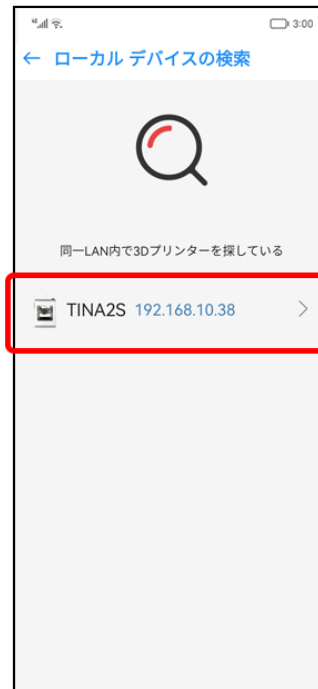 3:00
← ローカル デバイスの検索
同一LAN内で3Dプリンターを探している
TINA2S 192.168.10.38